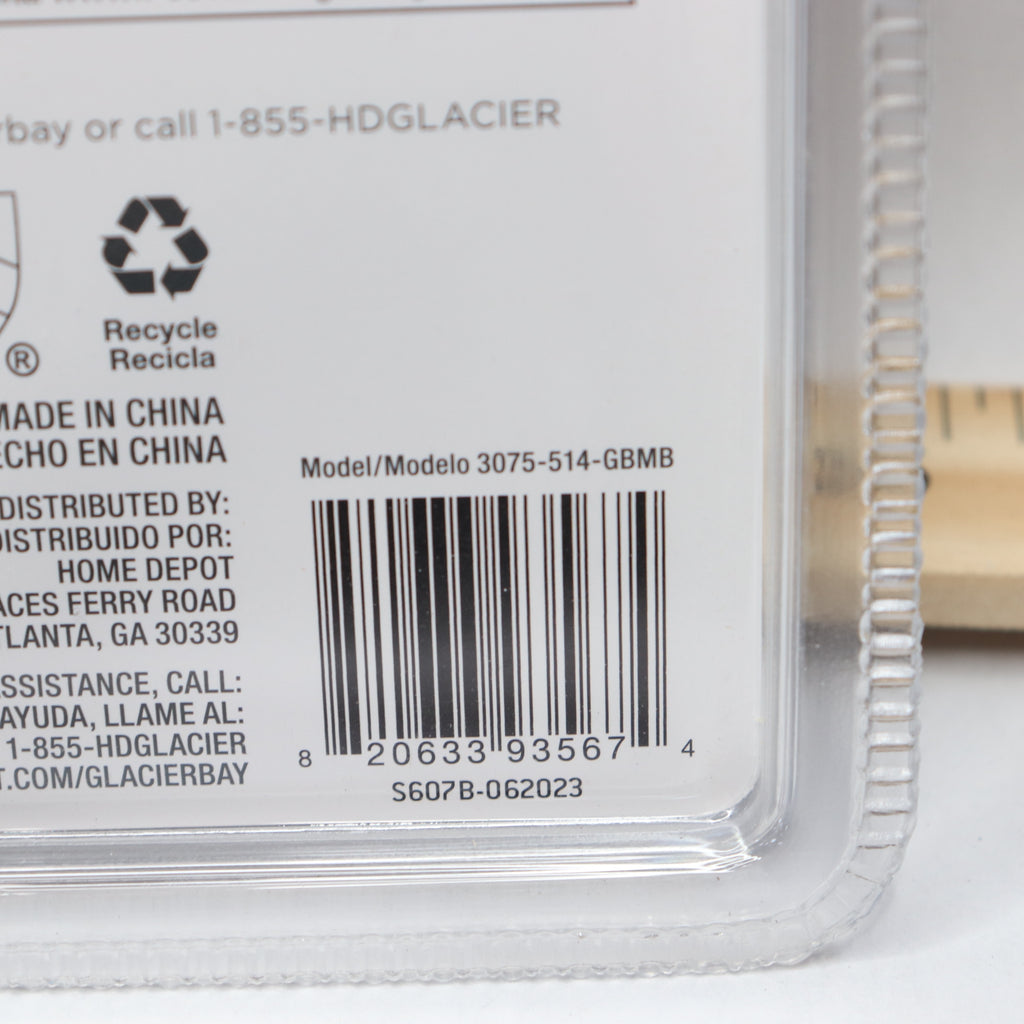 bay or call 1-855-HDGLACIER
®
Recycle
Recicla
MADE IN CHINA
ECHO EN CHINA
DISTRIBUTED BY:
DISTRIBUIDO POR:
HOME DEPOT
ACES FERRY ROAD
TLANTA, GA 30339
SSISTANCE, CALL:
AYUDA, LLAME AL:
1-855-HDGLACIER
T.COM/GLACIERBAY
Model/Modelo 3075-514-GBMB
8 20633 93567 4
S607B-062023